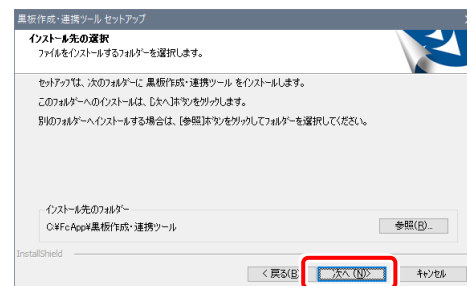 黒板作成・連携ツール セットアップ
インストール先の選択
ファイルをインストールするフォルダーを選択します。
セットアップは、次のフォルダーに 黒板作成・連携ツール をインストールします。
このフォルダーへのインストールは、[次へ]ボタンをクリックします。
別のフォルダーへインストールする場合は、[参照]ボタンをクリックしてフォルダーを選択してください。
インストール先のフォルダー
C:¥FcApp¥黒板作成・連携ツール
参照(R)...
InstallShield
< 戻る(B)
次へ(N)>
キャンセル